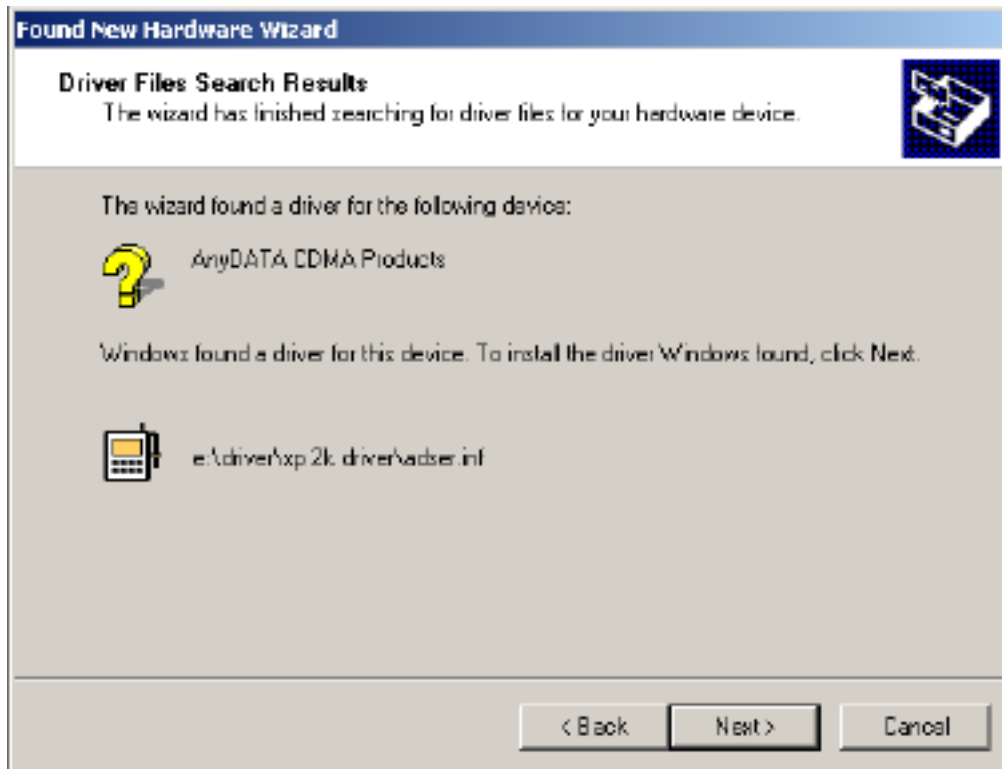 Found New Hardware Wizard
Driver Files Search Results
The wizard has finished searching for driver files for your hardware device.
The wizard found a driver for the following device:
AnyDATA CDMA Products
Windows found a driver for this device. To install the driver Windows found, click Next.
e:\driver\xp 2k driver\adser.inf
< Back Next > Cancel